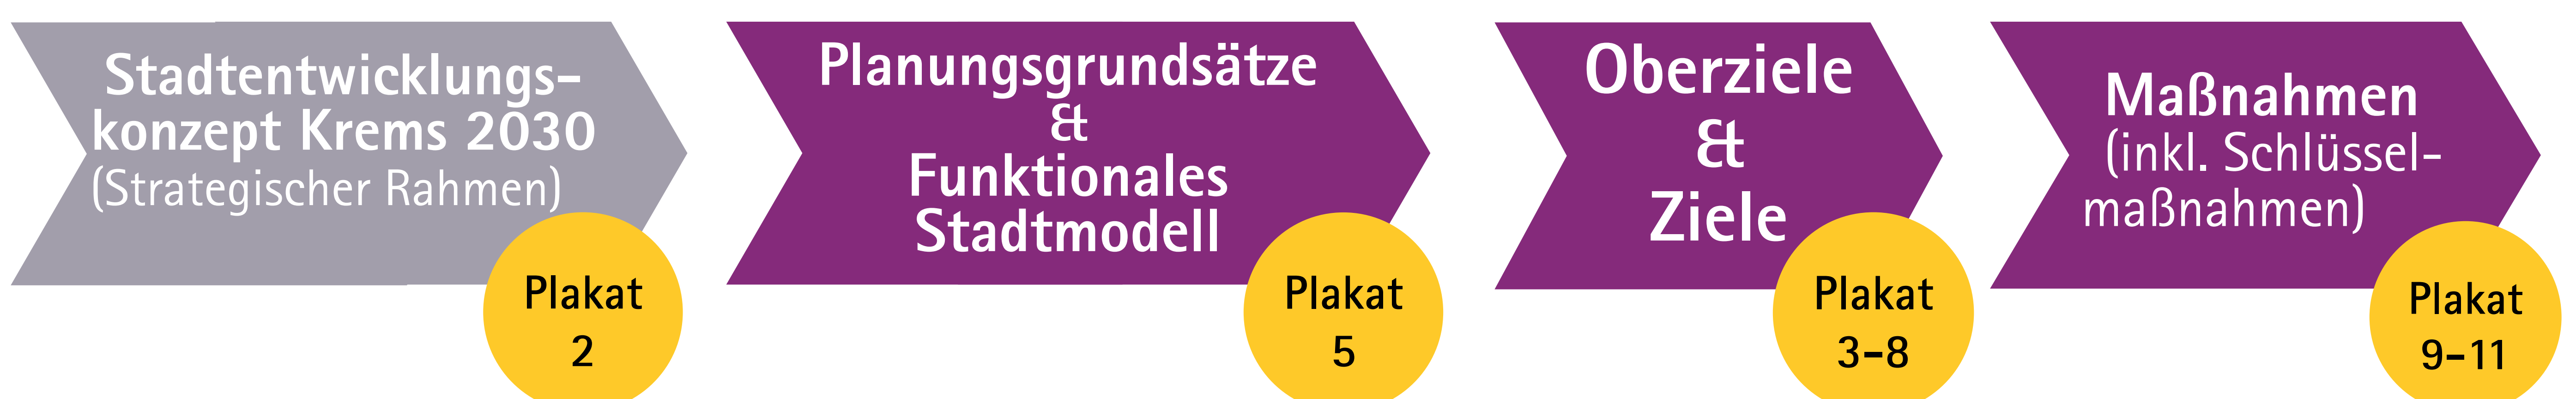 Stadtentwicklungs-
konzept Krems 2030
(Strategischer Rahmen)
Plakat
2
Planungsgrundsätze
&
Funktionales
Stadtmodell
Plakat
5
Oberziele
&
Ziele
Plakat
3-8
Maßnahmen
(inkl. Schlüssel-
maßnahmen)
Plakat
9-11